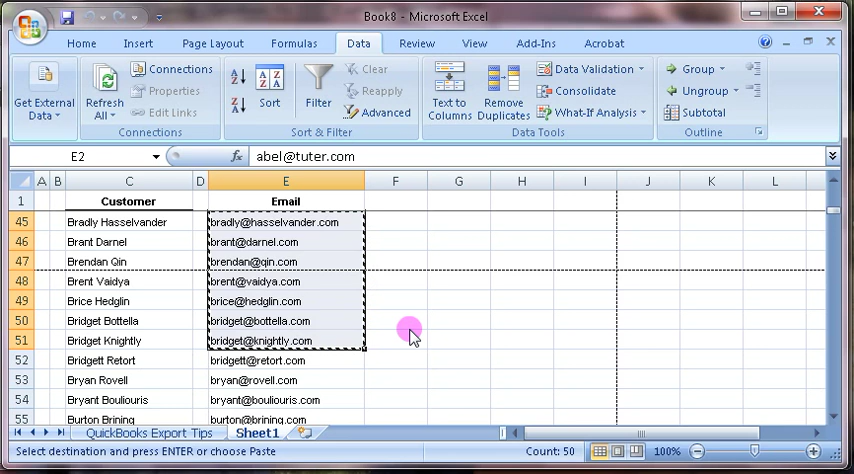 Book8 - Microsoft Excel
Home Insert Page Layout Formulas Data Review View Add-Ins Acrobat
Get External Data
Refresh All
Connections
Properties
Edit Links
Connections
Sort
Filter
Clear
Reapply
Advanced
Sort & Filter
Text to Columns
Remove Duplicates
Data Validation
Consolidate
What-If Analysis
Data Tools
Group
Ungroup
Subtotal
Outline
E2 fx abel@tuter.com
A B C D E F G H I J K L
1 Customer Email
45 Bradly Hasselvander bradly@hasselvander.com
46 Brant Darnel brant@darnel.com
47 Brendan Qin brendan@qin.com
48 Brent Vaidya brent@vaidya.com
49 Brice Hedglin brice@hedglin.com
50 Bridget Bottella bridget@bottella.com
51 Bridget Knightly bridget@knightly.com
52 Bridgett Retort bridgett@retort.com
53 Bryan Rovell bryan@rovell.com
54 Bryant Bouliouris bryant@bouliouris.com
55 Burton Brining burton@brining.com
QuickBooks Export Tips Sheet1
Select destination and press ENTER or choose Paste Count: 50 100%